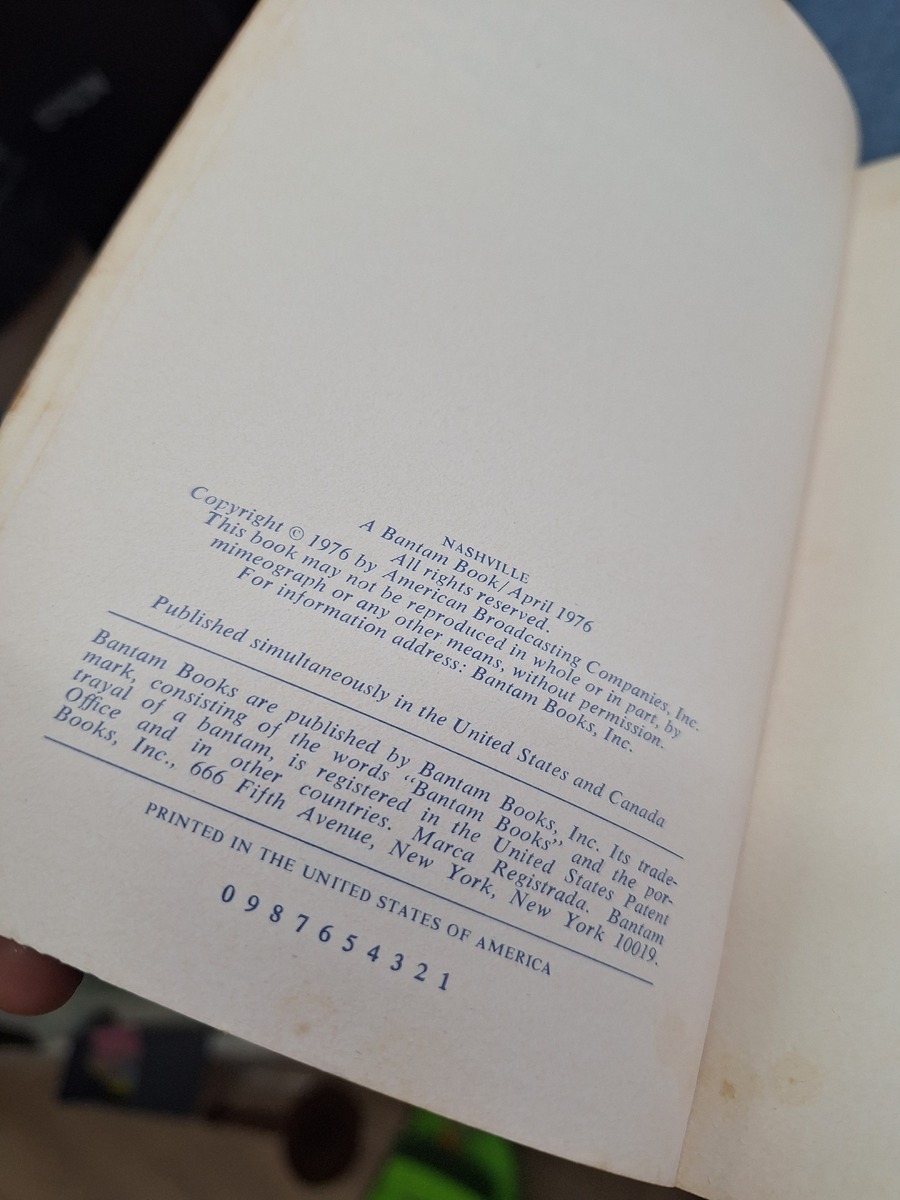 NASHVILLE
A Bantam Book/April 1976
All rights reserved.
Copyright © 1976 by American Broadcasting Companies, Inc.
This book may not be reproduced in whole or in part, by
mimeograph or any other means, without permission.
For information address: Bantam Books, Inc.
Published simultaneously in the United States and Canada
Bantam Books are published by Bantam Books, Inc. Its trade-
mark, consisting of the words “Bantam Books” and the por-
trayal of a bantam, is registered in the United States Patent
Office and in other countries. Marca Registrada. Bantam
Books, Inc., 666 Fifth Avenue, New York, New York 10019.
PRINTED IN THE UNITED STATES OF AMERICA
0 9 8 7 6 5 4 3 2 1